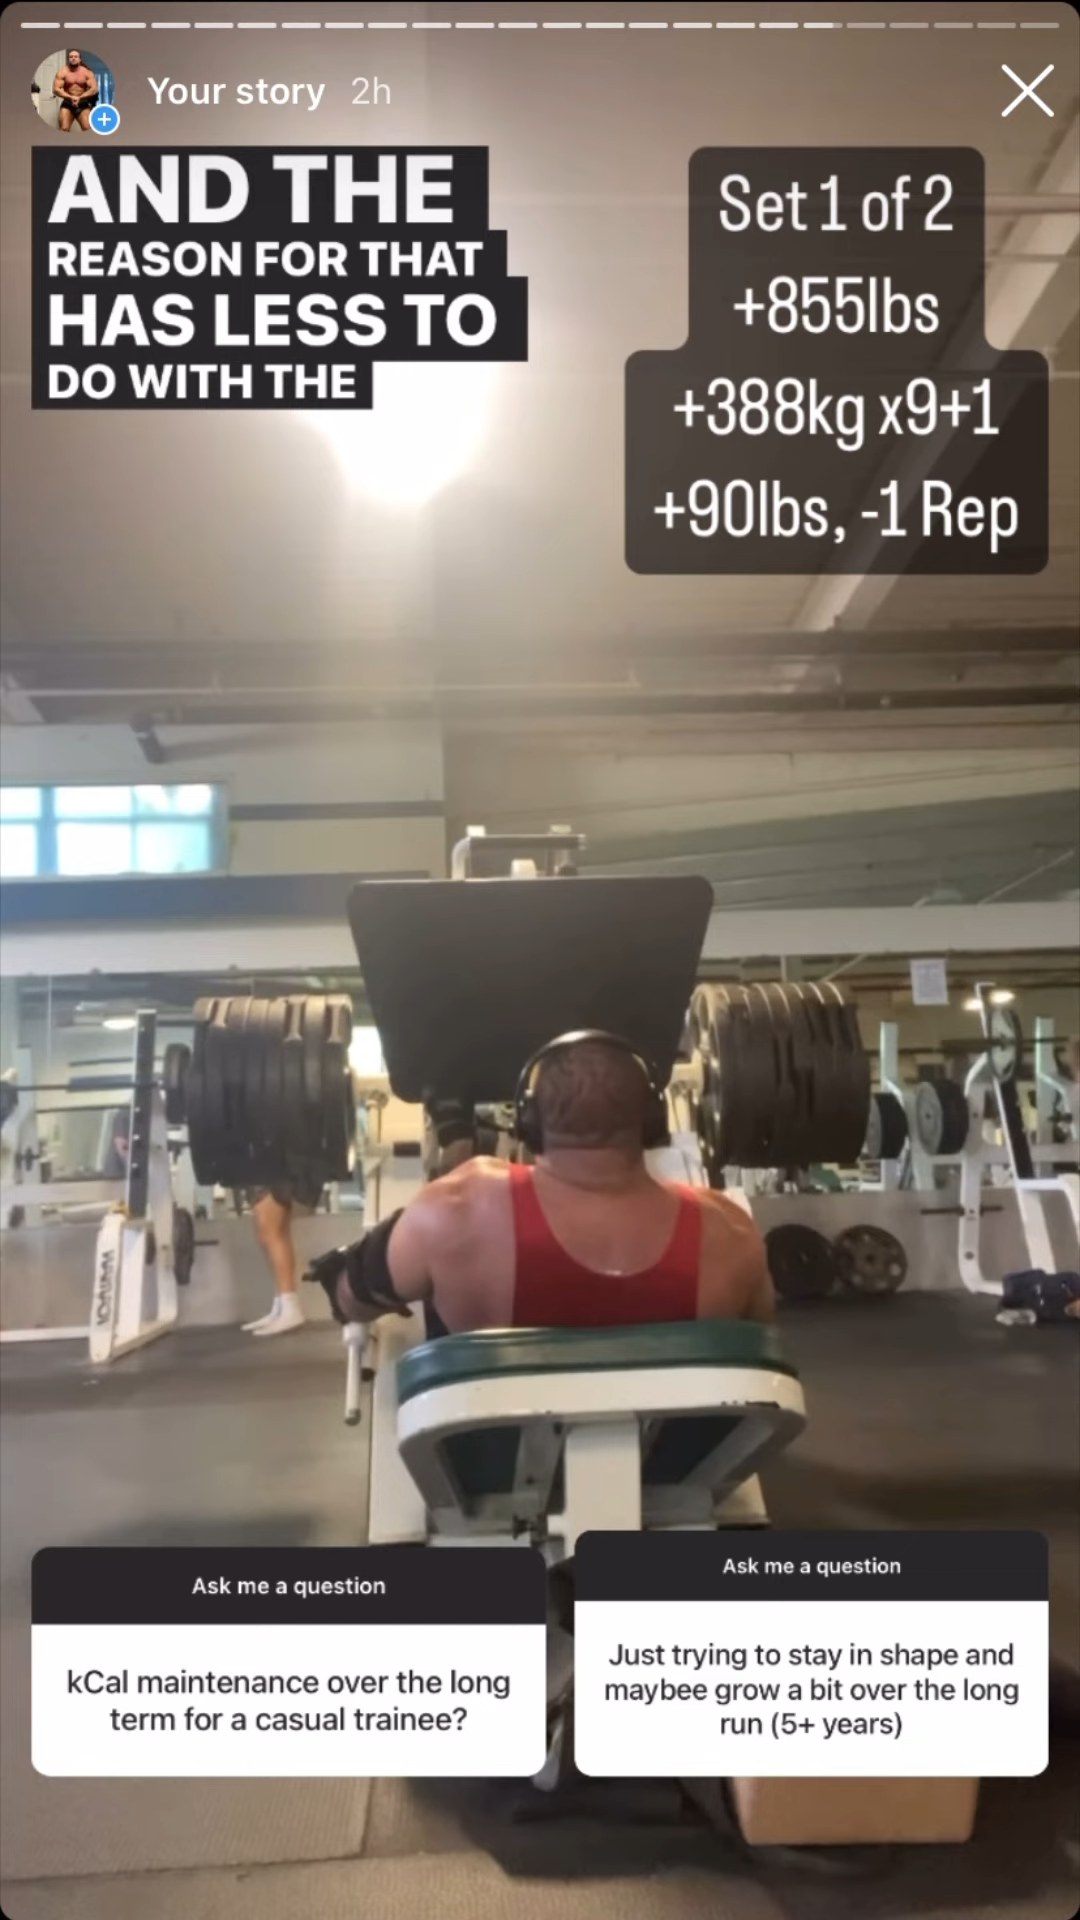 Your story 2h
AND THE
REASON FOR THAT
HAS LESS TO
DO WITH THE
Set 1 of 2
+855lbs
+388kg x9+1
+90lbs, -1 Rep
Ask me a question
kCal maintenance over the long
term for a casual trainee?
Ask me a question
Just trying to stay in shape and
maybee grow a bit over the long
run (5+ years)